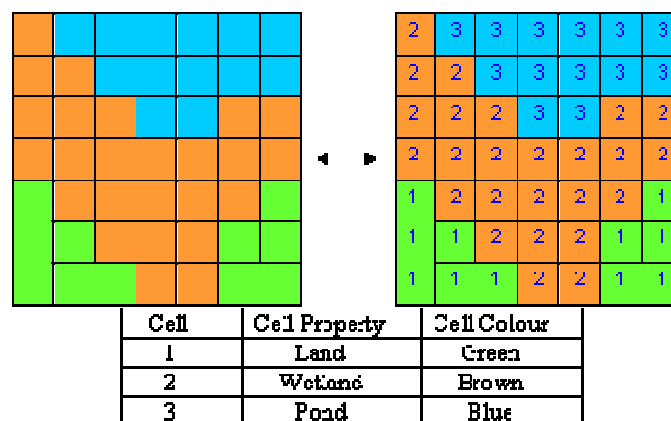 2 3 3 3 3 3 3
2 2 3 3 3 3 3
2 2 2 3 3 2 2
2 2 2 2 2 2 2
1 2 2 2 2 2 1
1 1 2 2 2 1 1
1 1 1 2 2 1 1
Cell Cell Property Cell Colour
1 Land Green
2 Wetland Brown
3 Pond Blue